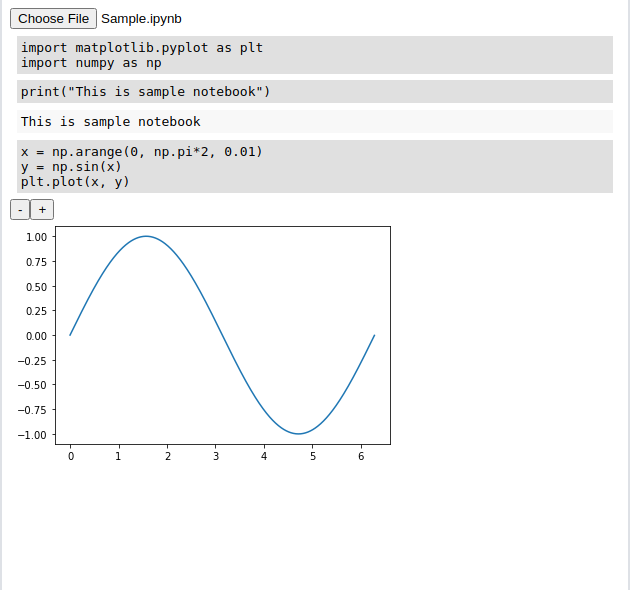 Choose File Sample.ipynb
import matplotlib.pyplot as plt
import numpy as np
print("This is sample notebook")
This is sample notebook
x = np.arange(0, np.pi*2, 0.01)
y = np.sin(x)
plt.plot(x, y)
- +
1.00
0.75
0.50
0.25
0.00
−0.25
−0.50
−0.75
−1.00
0 1 2 3 4 5 6